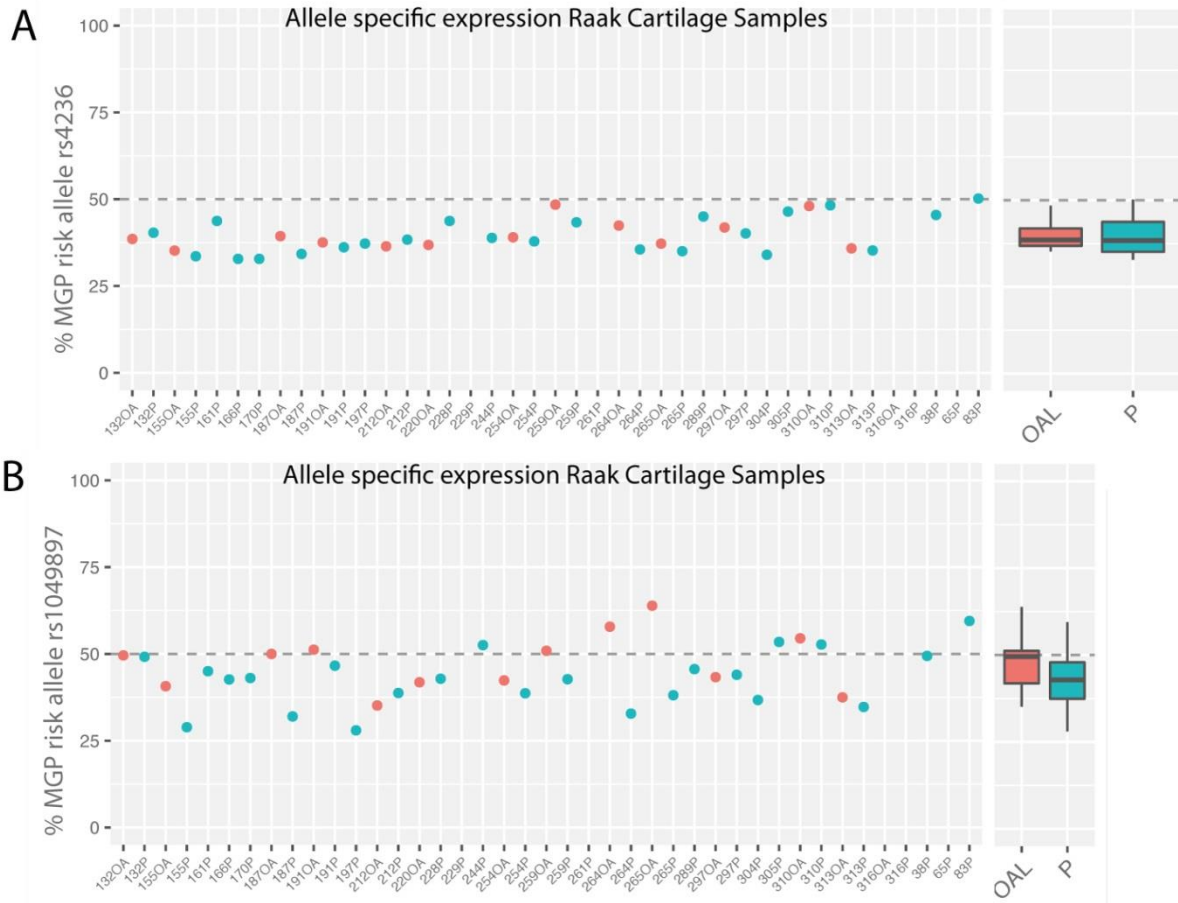 A
Allele specific expression Raak Cartilage Samples
% MGP risk allele rs4236
100
75
50
25
0
132OA 132P 155OA 155P 161P 166P 170P 187OA 187P 191OA 191P 197P 212OA 212P 220OA 228P 229P 244P 254OA 254P 259OA 259P 261P 264OA 264P 265OA 265P 289P 297OA 297P 304P 305P 310OA 310P 313OA 313P 316OA 316P 38P 65P 83P
OAL P
B
Allele specific expression Raak Cartilage Samples
% MGP risk allele rs1049897
100
75
50
25
0
132OA 132P 155OA 155P 161P 166P 170P 187OA 187P 191OA 191P 197P 212OA 212P 220OA 228P 229P 244P 254OA 254P 259OA 259P 261P 264OA 264P 265OA 265P 289P 297OA 297P 304P 305P 310OA 310P 313OA 313P 316OA 316P 38P 65P 83P
OAL P